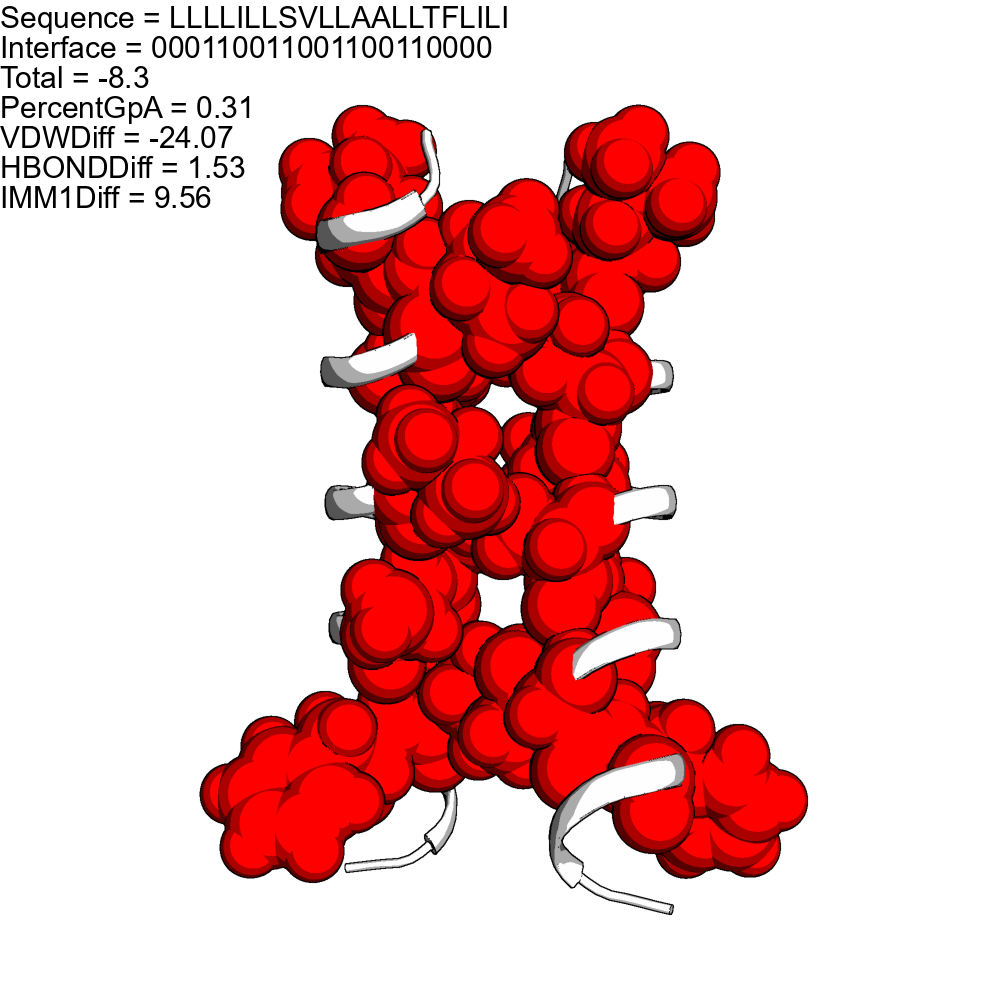 Sequence = LLLLILLSVLLAALLTFLILI
Interface = 000110011001100110000
Total = -8.3
PercentGpA = 0.31
VDWDiff = -24.07
HBONDDiff = 1.53
IMM1Diff = 9.56